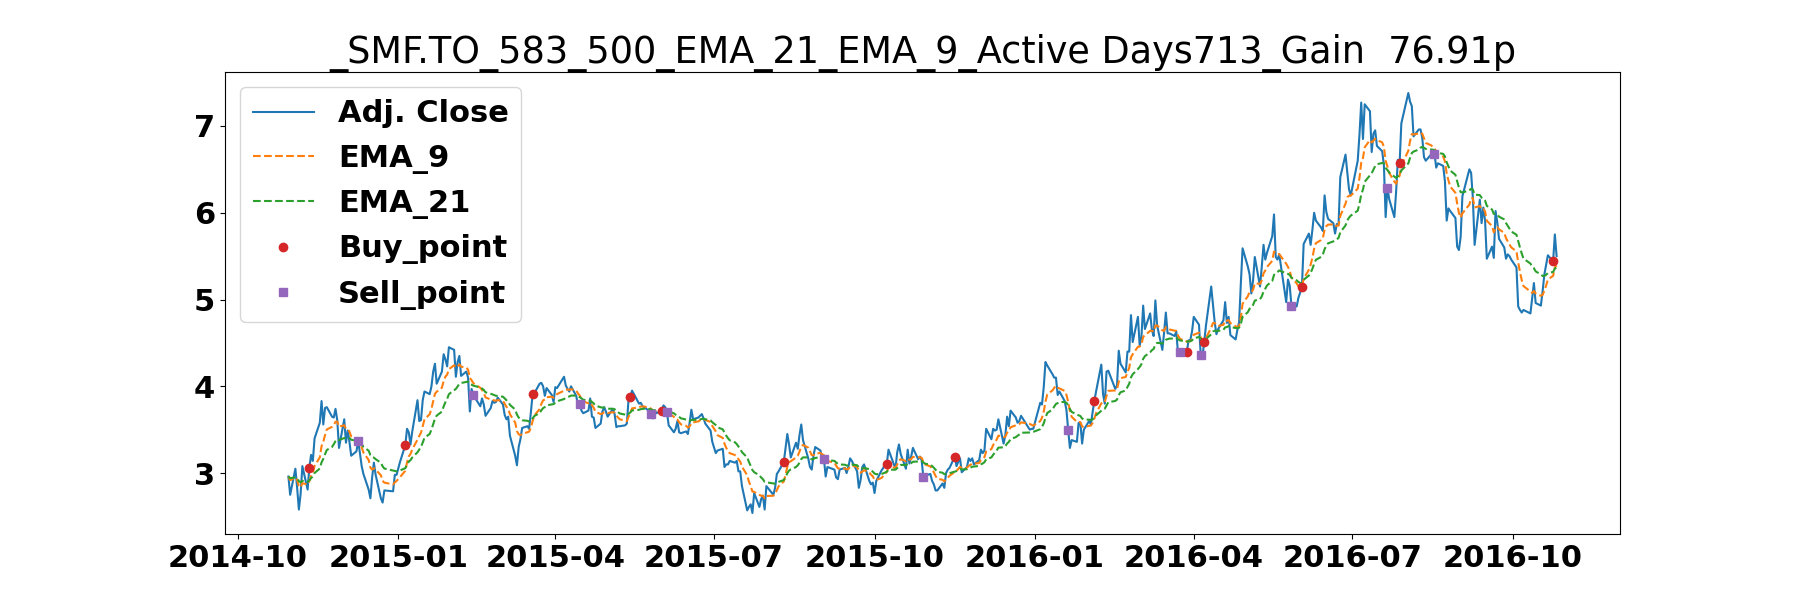 _SMF.TO_583_500_EMA_21_EMA_9_Active Days713_Gain  76.91p
Adj. Close
EMA_9
EMA_21
Buy_point
Sell_point
7
6
5
4
3
2014-10 2015-01 2015-04 2015-07 2015-10 2016-01 2016-04 2016-07 2016-10